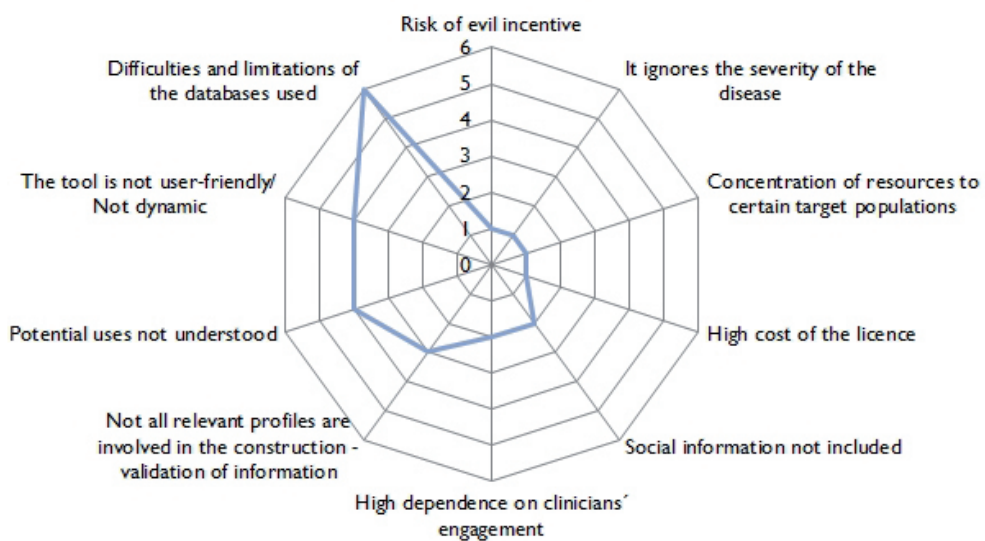 Risk of evil incentive
6
5
4
3
2
1
0
It ignores the severity of the
disease
Concentration of resources to
certain target populations
High cost of the licence
Social information not included
High dependence on clinicians´
engagement
Not all relevant profiles are
involved in the construction -
validation of information
Potential uses not understood
The tool is not user-friendly/
Not dynamic
Difficulties and limitations of
the databases used